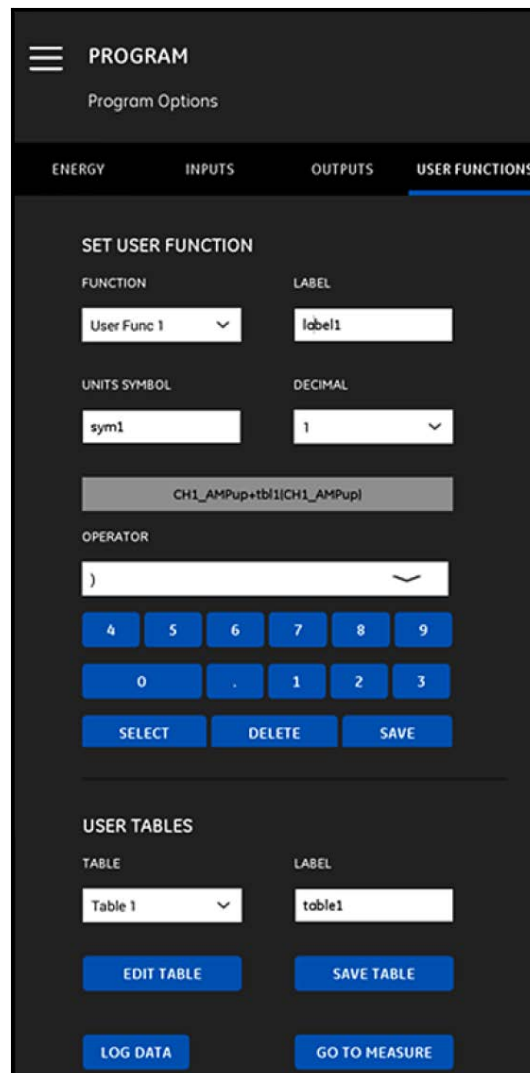 PROGRAM
Program Options
ENERGY INPUTS OUTPUTS USER FUNCTIONS
SET USER FUNCTION
FUNCTION LABEL
User Func 1 label1
UNITS SYMBOL DECIMAL
sym1 1
CH1_AMPup+tbl1(CH1_AMPup)
OPERATOR
)
4 5 6 7 8 9
0 . 1 2 3
SELECT DELETE SAVE
USER TABLES
TABLE LABEL
Table 1 table1
EDIT TABLE SAVE TABLE
LOG DATA GO TO MEASURE